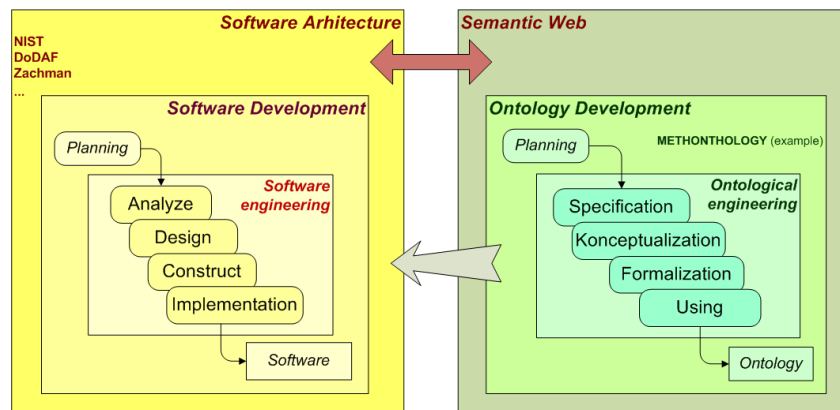 Software Arhitecture
NIST
DoDAF
Zachman
...
Software Development
Planning
Software
engineering
Analyze
Design
Construct
Implementation
Software
Semantic Web
Ontology Development
METHONTHOLOGY (example)
Planning
Ontological
engineering
Specification
Konceptualization
Formalization
Using
Ontology